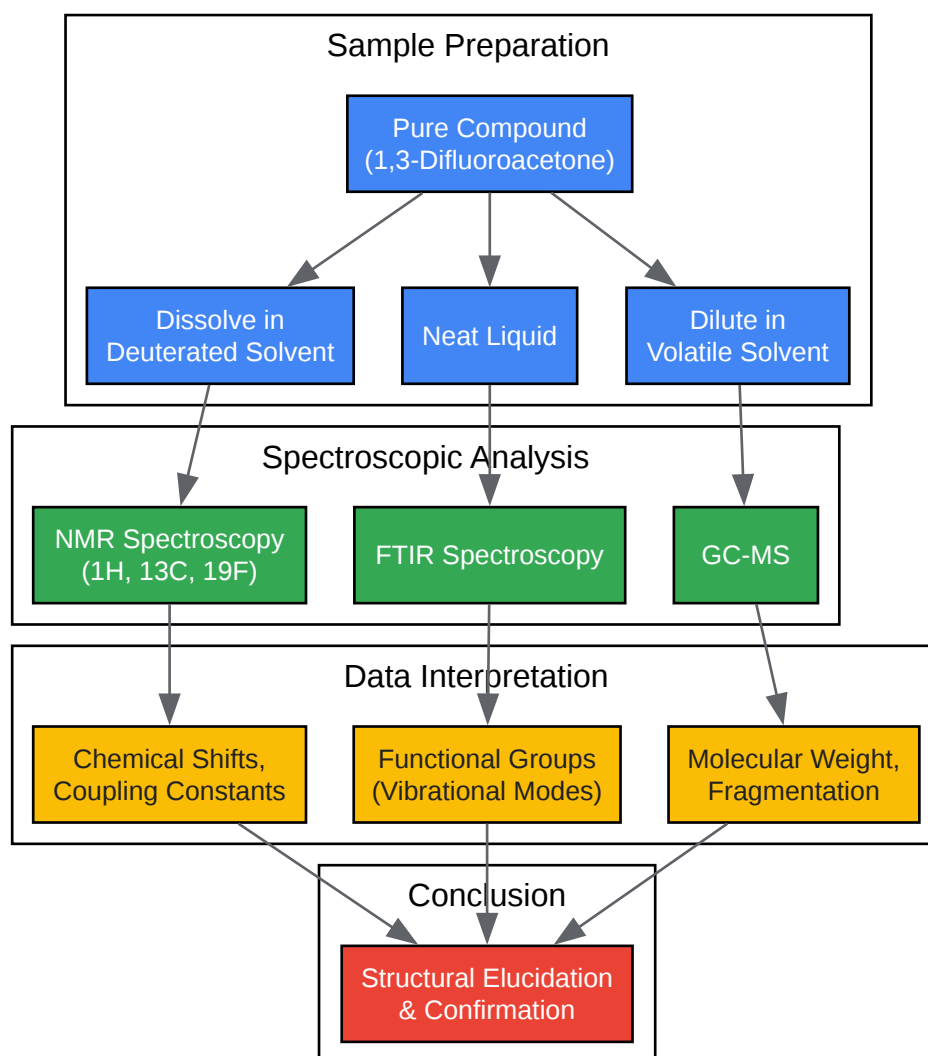 Sample Preparation
Pure Compound
(1,3-Difluoroacetone)
Dissolve in
Deuterated Solvent
Neat Liquid
Dilute in
Volatile Solvent
Spectroscopic Analysis
NMR Spectroscopy
(1H, 13C, 19F)
FTIR Spectroscopy
GC-MS
Data Interpretation
Chemical Shifts,
Coupling Constants
Functional Groups
(Vibrational Modes)
Molecular Weight,
Fragmentation
Conclusion
Structural Elucidation
& Confirmation